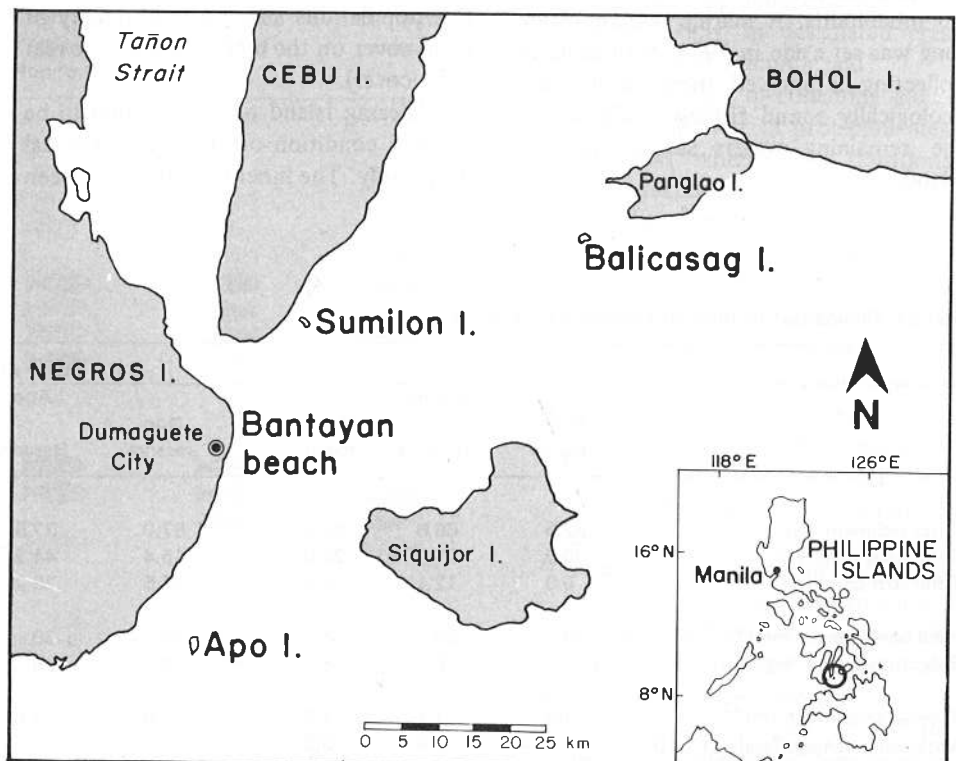 Tañon
Strait
CEBU I.
BOHOL I.
Panglao I.
Balicasag I.
Sumilon I.
NEGROS I.
Dumaguete
City
Bantayan
beach
N
Siquijor I.
Apo I.
0 5 10 15 20 25 km
118°E
126°E
16°N
PHILIPPINE
ISLANDS
Manila
8°N